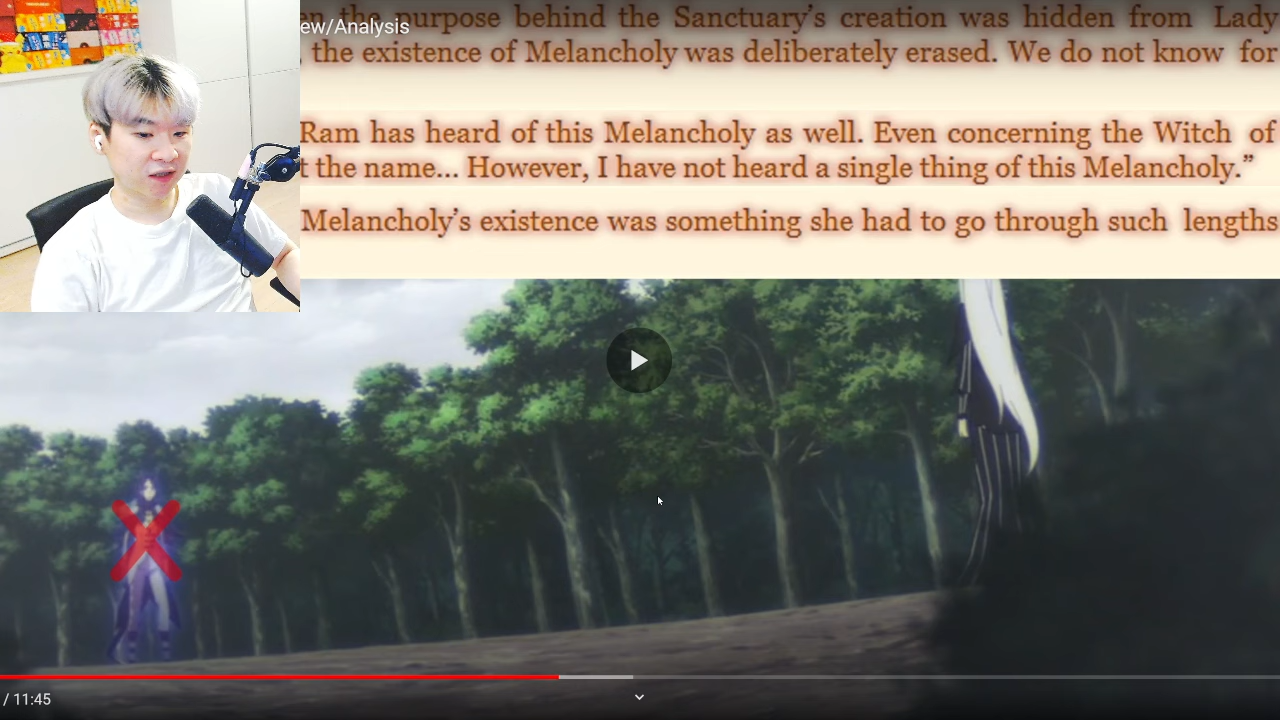 ew/Analysis
the purpose behind the Sanctuary’s creation was hidden from Lady
the existence of Melancholy was deliberately erased. We do not know for
Ram has heard of this Melancholy as well. Even concerning the Witch of
t the name... However, I have not heard a single thing of this Melancholy.”
Melancholy’s existence was something she had to go through such lengths
/ 11:45